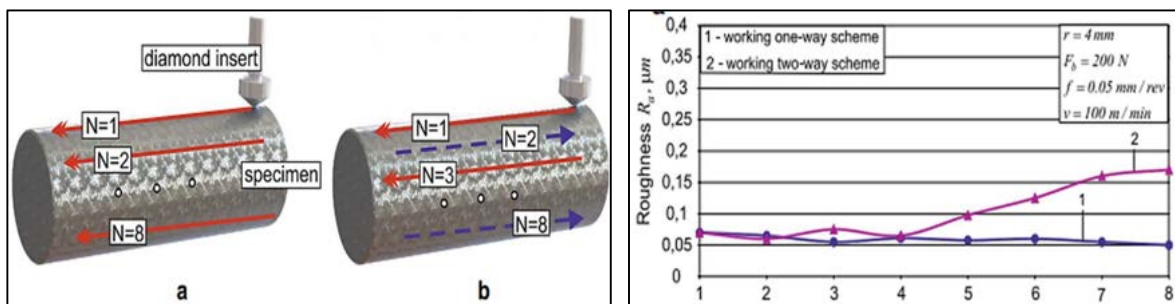 diamond insert
N=1
N=2
specimen
N=8
a
N=1
N=2
N=3
N=8
b
Roughness Ra, μm
0,4
0,35
0,3
0,25
0,2
0,15
0,1
0,05
0
1 - working one-way scheme
2 - working two-way scheme
r = 4 mm
Fb = 200 N
f = 0.05 mm / rev
v = 100 m / min
2
1
1 2 3 4 5 6 7 8